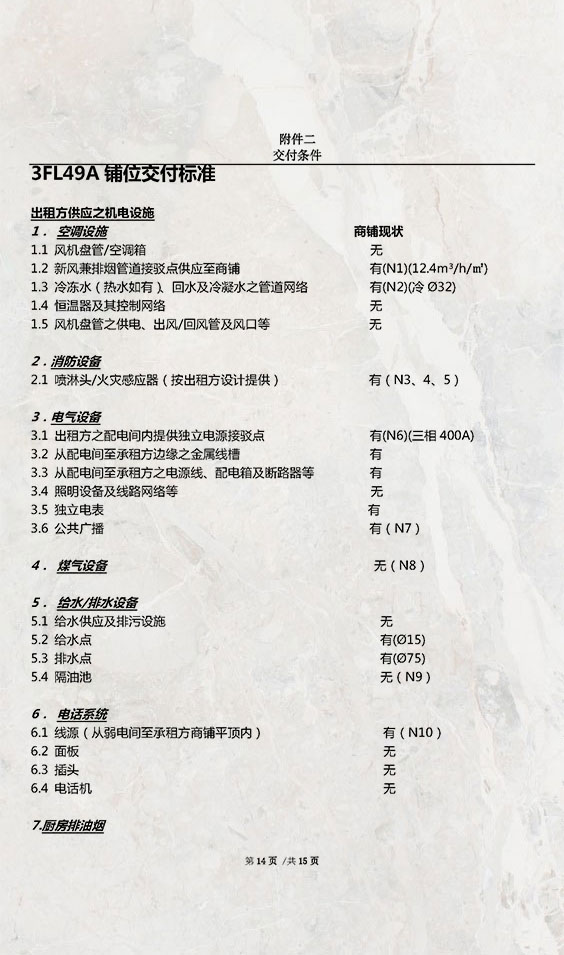 附件二
交付条件
3FL49A 铺位交付标准
出租方供应之机电设施
1. 空调设施 商铺现状
1.1 风机盘管/空调箱 无
1.2 新风兼排烟管道接驳点供应至商铺 有(N1)(12.4m³/h/㎡)
1.3 冷冻水（热水如有）、回水及冷凝水之管道网络 有(N2)(冷 Ø32)
1.4 恒温器及其控制网络 无
1.5 风机盘管之供电、出风/回风管及风口等 无
2.消防设备
2.1 喷淋头/火灾感应器（按出租方设计提供） 有（N3、4、5）
3.电气设备
3.1 出租方之配电间内提供独立电源接驳点 有(N6)(三相 400A)
3.2 从配电间至承租方边缘之金属线槽 有
3.3 从配电间至承租方之电源线、配电箱及断路器等 有
3.4 照明设备及线路网络等 无
3.5 独立电表 有
3.6 公共广播 有（N7）
4. 煤气设备 无（N8）
5. 给水/排水设备
5.1 给水供应及排污设施 无
5.2 给水点 有(Ø15)
5.3 排水点 有(Ø75)
5.4 隔油池 无（N9）
6. 电话系统
6.1 线源（从弱电间至承租方商铺平顶内） 有（N10）
6.2 面板 无
6.3 插头 无
6.4 电话机 无
7.厨房排油烟
第 14 页 /共 15 页